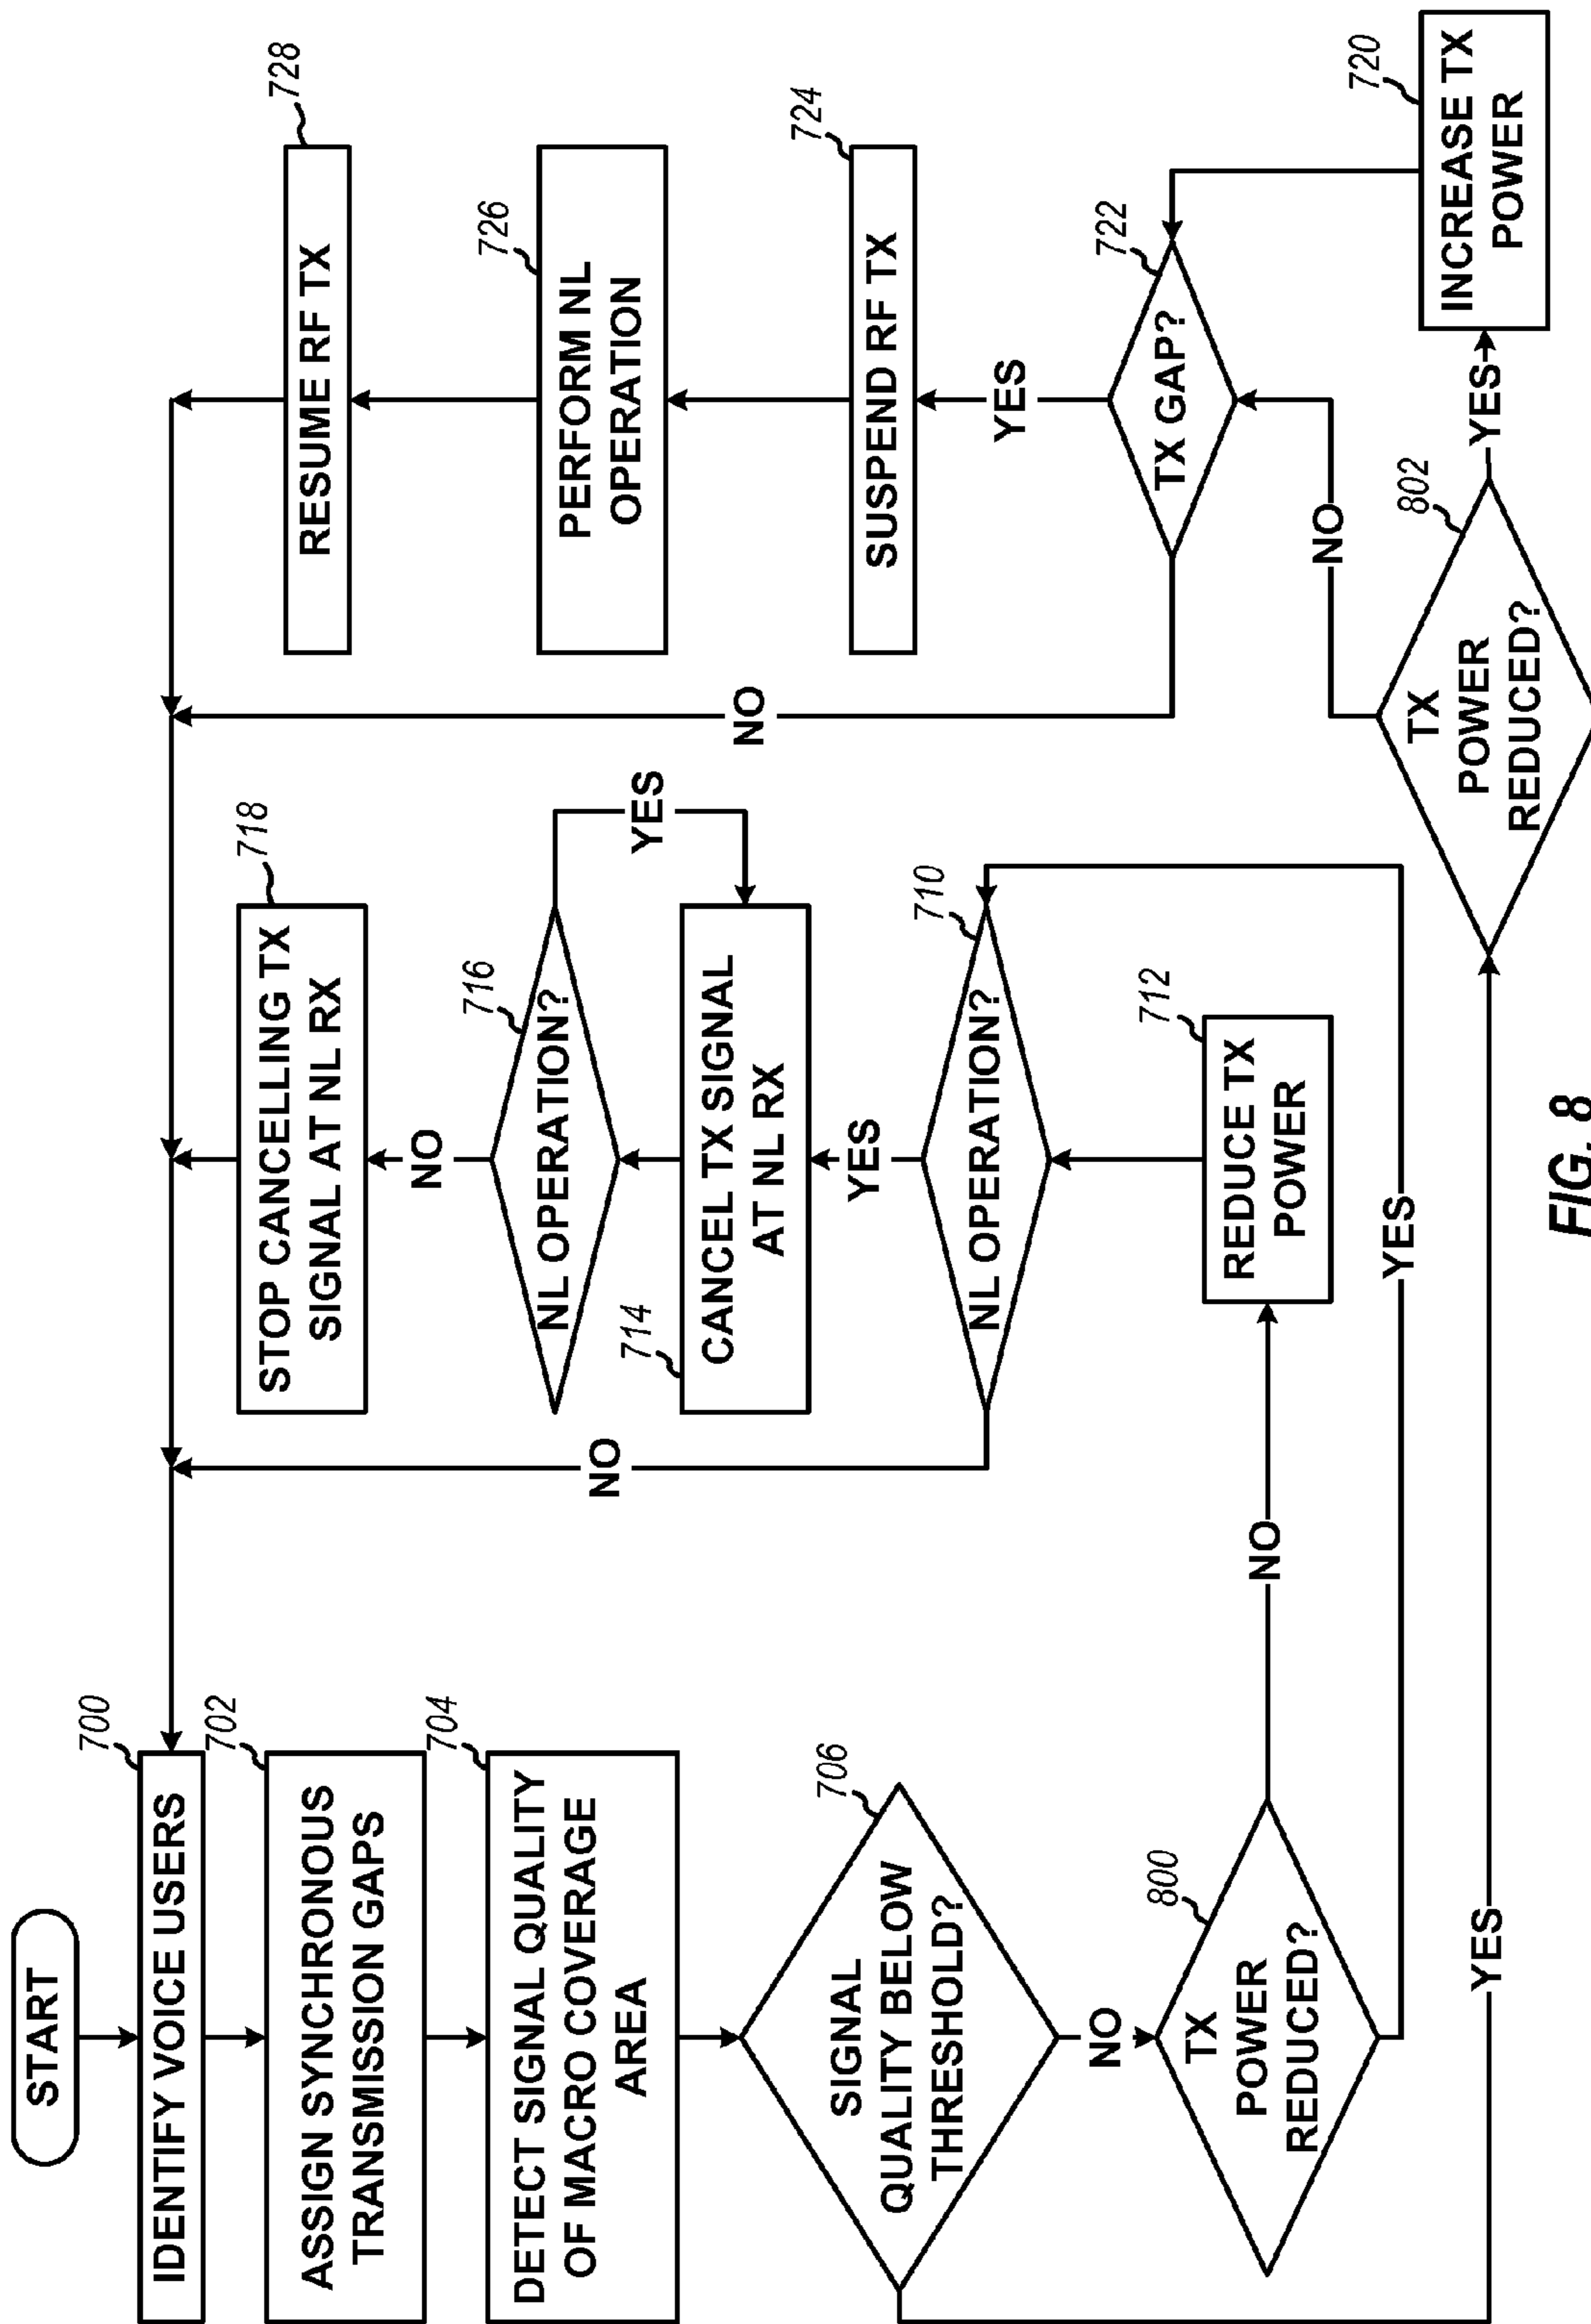 START
700
IDENTIFY VOICE USERS
702
ASSIGN SYNCHRONOUS
TRANSMISSION GAPS
704
DETECT SIGNAL QUALITY
OF MACRO COVERAGE
AREA
706
SIGNAL
QUALITY BELOW
THRESHOLD?
NO
YES
800
TX
POWER
REDUCED?
NO
YES
718
STOP CANCELLING TX
SIGNAL AT NL RX
NO
716
NL OPERATION?
YES
714
CANCEL TX SIGNAL
AT NL RX
YES
710
NL OPERATION?
NO
712
REDUCE TX
POWER
728
RESUME RF TX
726
PERFORM NL
OPERATION
724
SUSPEND RF TX
YES
722
TX GAP?
NO
NO
802
TX
POWER
REDUCED?
YES
720
INCREASE TX
POWER
FIG. 8